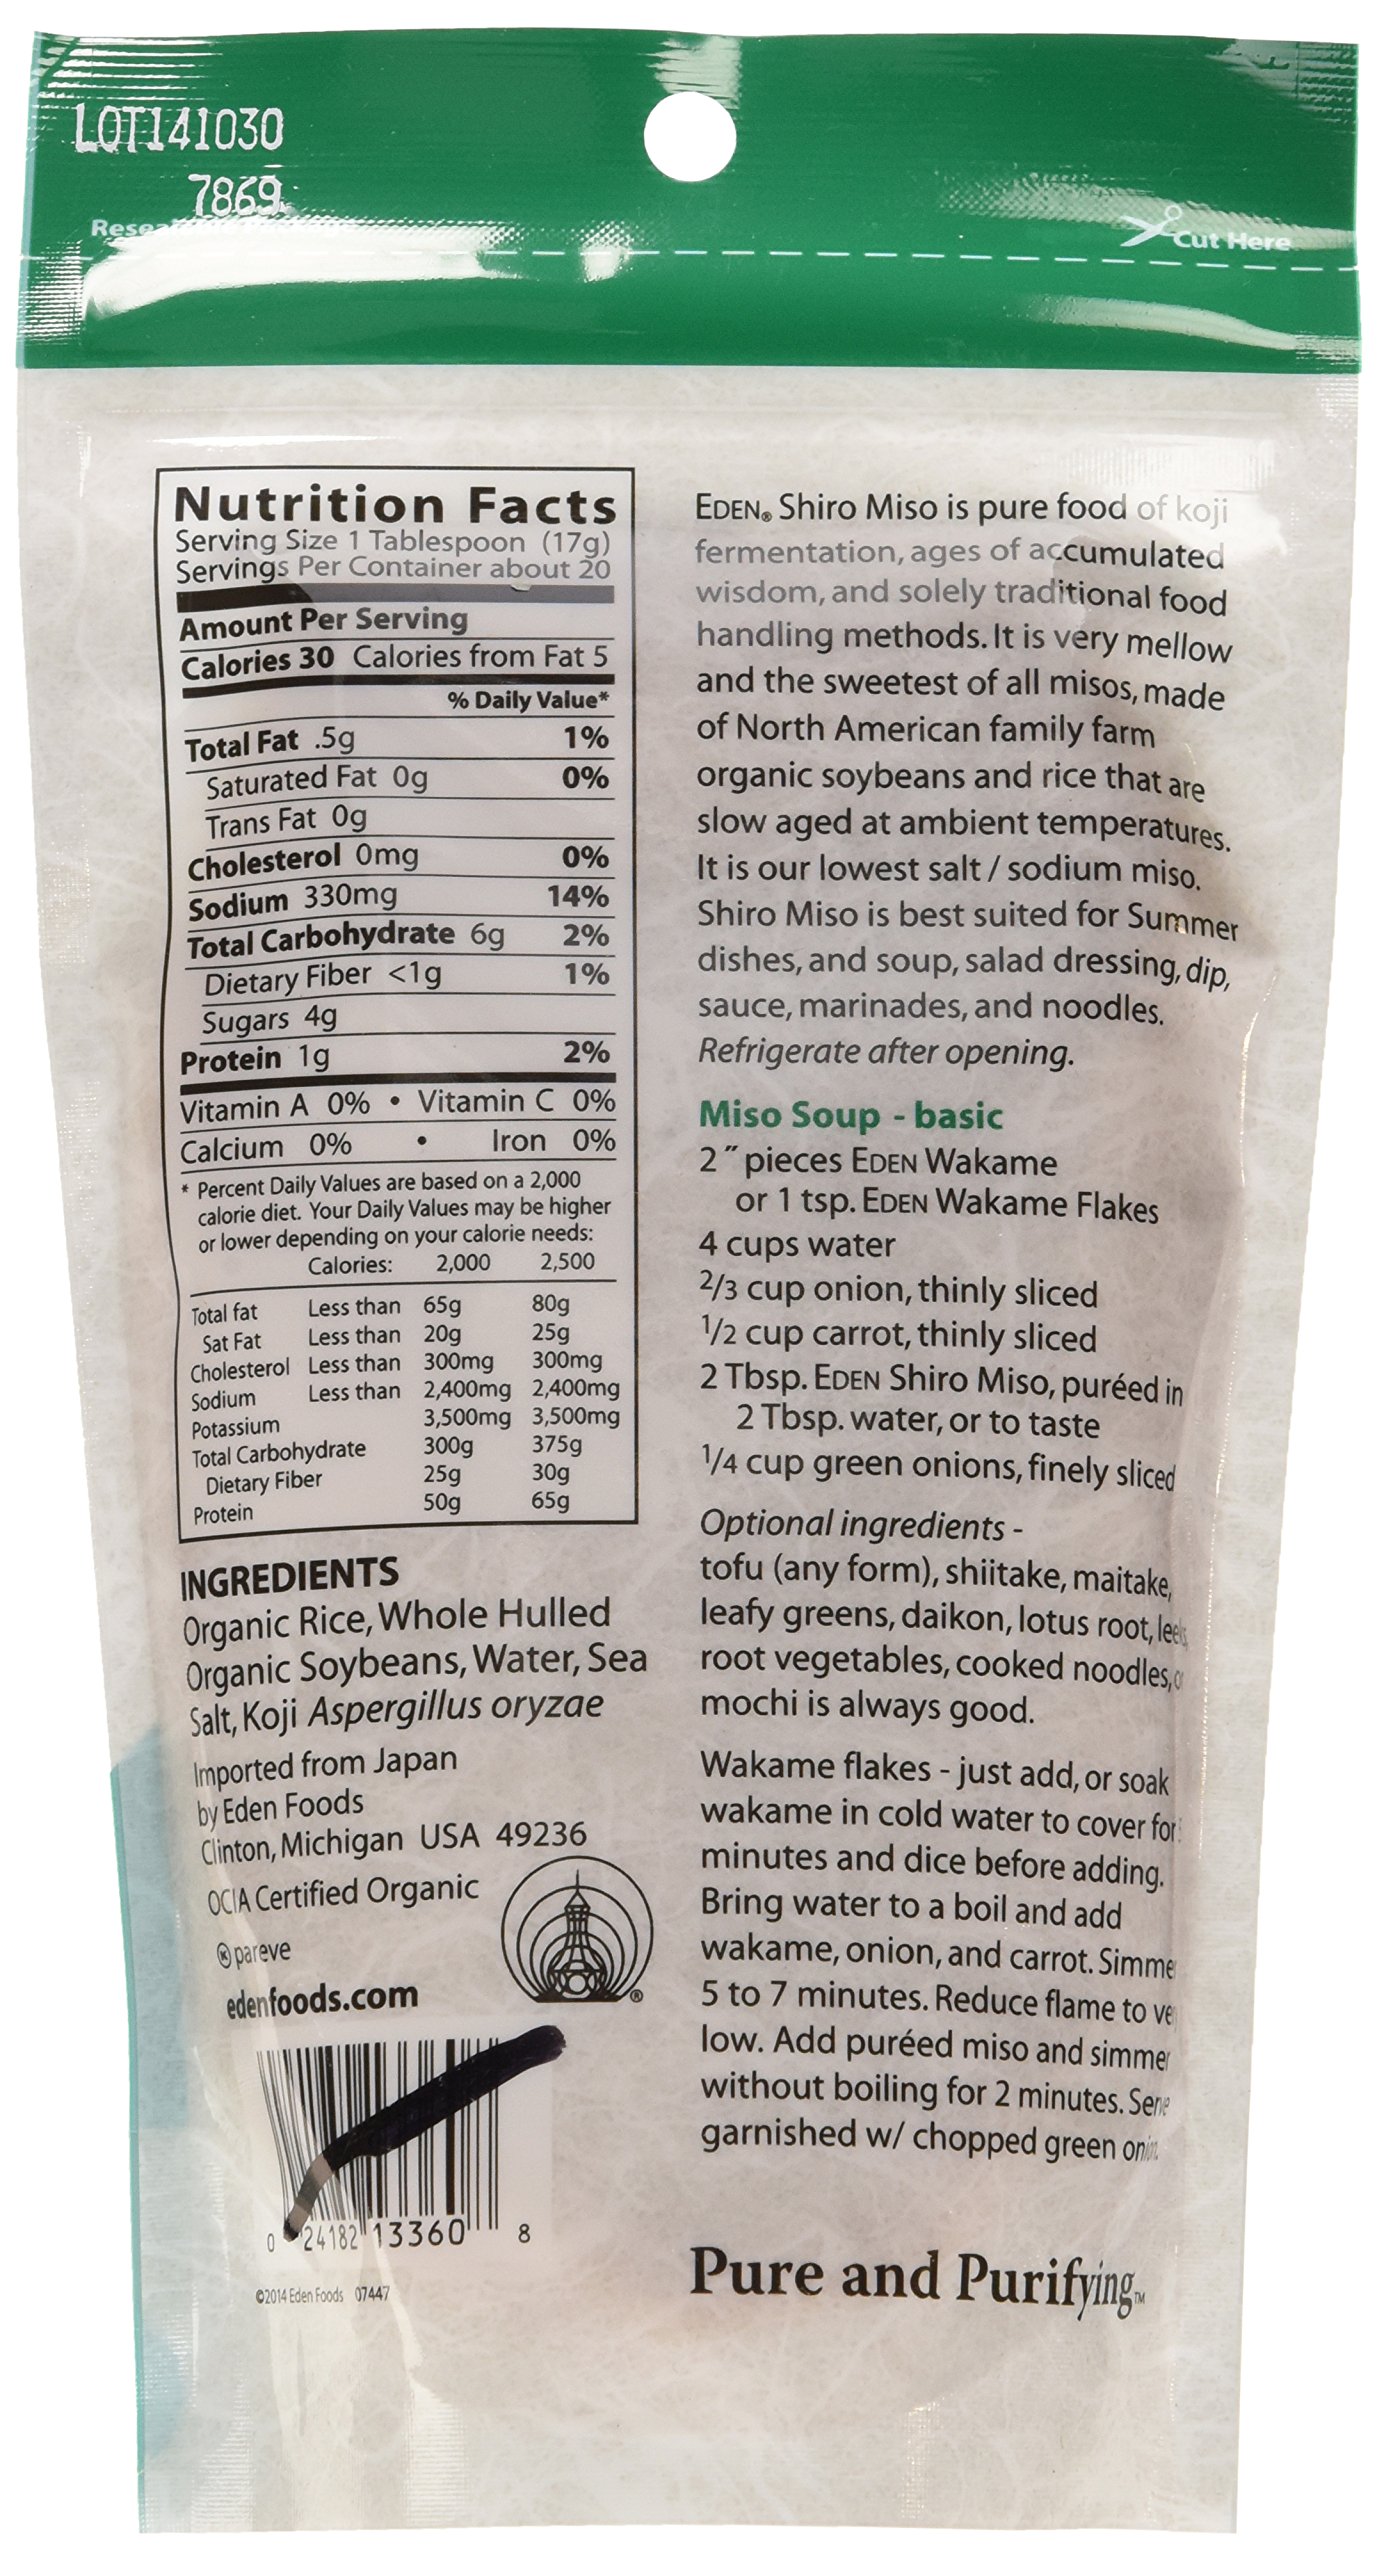 LOT141030
7869
Cut Here
Nutrition Facts
Serving Size 1 Tablespoon (17g)
Servings Per Container about 20
Amount Per Serving
Calories 30 Calories from Fat 5
% Daily Value*
Total Fat .5g 1%
Saturated Fat 0g 0%
Trans Fat 0g
Cholesterol 0mg 0%
Sodium 330mg 14%
Total Carbohydrate 6g 2%
Dietary Fiber <1g 1%
Sugars 4g
Protein 1g 2%
Vitamin A 0% • Vitamin C 0%
Calcium 0% • Iron 0%
* Percent Daily Values are based on a 2,000
calorie diet. Your Daily Values may be higher
or lower depending on your calorie needs:
Calories: 2,000 2,500
Total fat Less than 65g 80g
Sat Fat Less than 20g 25g
Cholesterol Less than 300mg 300mg
Sodium Less than 2,400mg 2,400mg
Potassium 3,500mg 3,500mg
Total Carbohydrate 300g 375g
Dietary Fiber 25g 30g
Protein 50g 65g
INGREDIENTS
Organic Rice, Whole Hulled
Organic Soybeans, Water, Sea
Salt, Koji Aspergillus oryzae
Imported from Japan
by Eden Foods
Clinton, Michigan USA 49236
OCIA Certified Organic
Ⓚ pareve
edenfoods.com
®
0 24182 13360 8
©2014 Eden Foods 07447
EDEN® Shiro Miso is pure food of koji
fermentation, ages of accumulated
wisdom, and solely traditional food
handling methods. It is very mellow
and the sweetest of all misos, made
of North American family farm
organic soybeans and rice that are
slow aged at ambient temperatures.
It is our lowest salt / sodium miso.
Shiro Miso is best suited for Summer
dishes, and soup, salad dressing, dip,
sauce, marinades, and noodles.
Refrigerate after opening.
Miso Soup - basic
2 ˝ pieces EDEN Wakame
or 1 tsp. EDEN Wakame Flakes
4 cups water
2/3 cup onion, thinly sliced
1/2 cup carrot, thinly sliced
2 Tbsp. EDEN Shiro Miso, puréed in
2 Tbsp. water, or to taste
1/4 cup green onions, finely sliced
Optional ingredients -
tofu (any form), shiitake, maitake,
leafy greens, daikon, lotus root, leeks,
root vegetables, cooked noodles,
mochi is always good.
Wakame flakes - just add, or soak
wakame in cold water to cover for
minutes and dice before adding.
Bring water to a boil and add
wakame, onion, and carrot.
5 to 7 minutes. Reduce flame to
low. Add puréed miso and simmer
without boiling for 2 minutes. Serve
garnished w/ chopped green
Pure and Purifying™